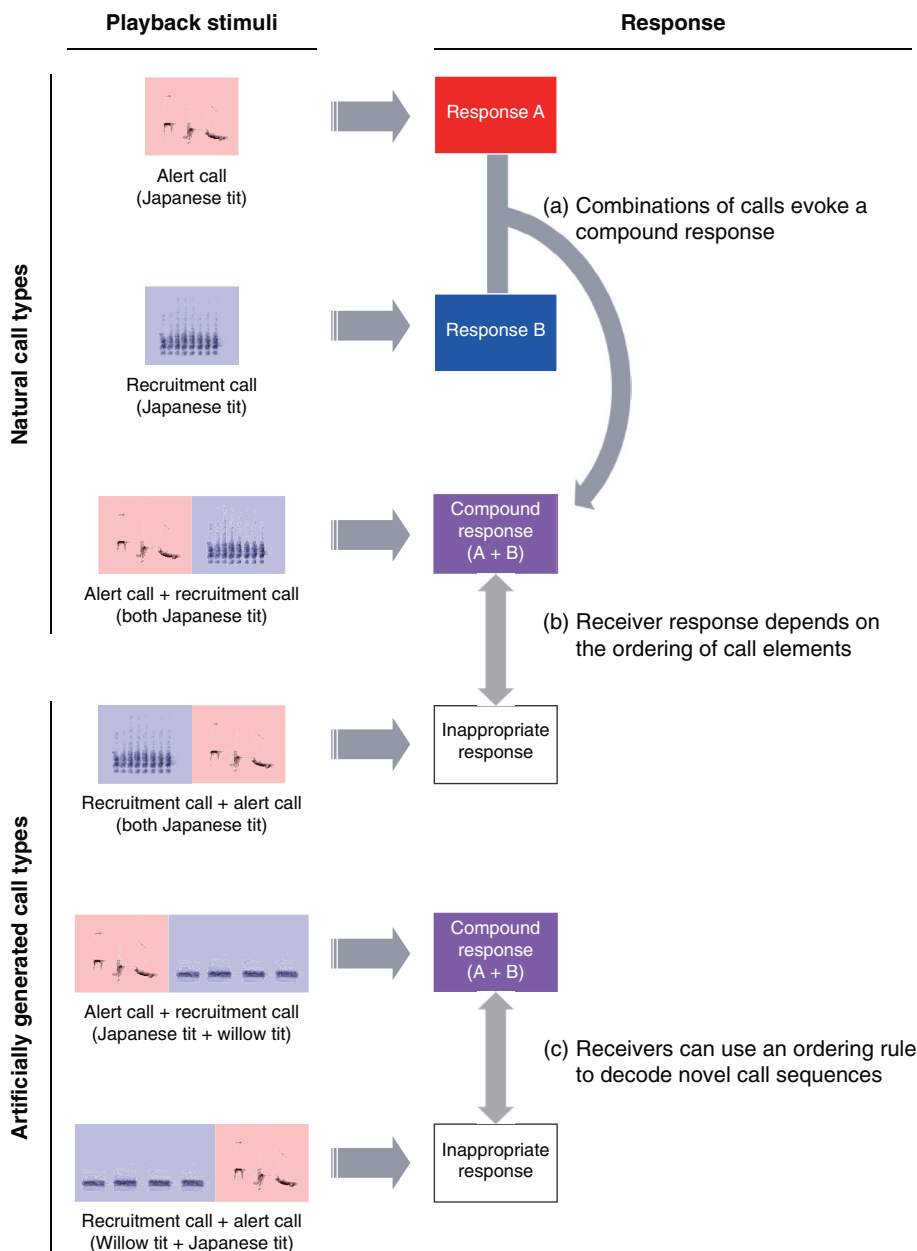 Playback stimuli
Response
Natural call types
Alert call
(Japanese tit)
Response A
(a) Combinations of calls evoke a
compound response
Recruitment call
(Japanese tit)
Response B
Alert call + recruitment call
(both Japanese tit)
Compound
response
(A + B)
(b) Receiver response depends on
the ordering of call elements
Artificially generated call types
Recruitment call + alert call
(both Japanese tit)
Inappropriate
response
Alert call + recruitment call
(Japanese tit + willow tit)
Compound
response
(A + B)
(c) Receivers can use an ordering rule
to decode novel call sequences
Recruitment call + alert call
(Willow tit + Japanese tit)
Inappropriate
response